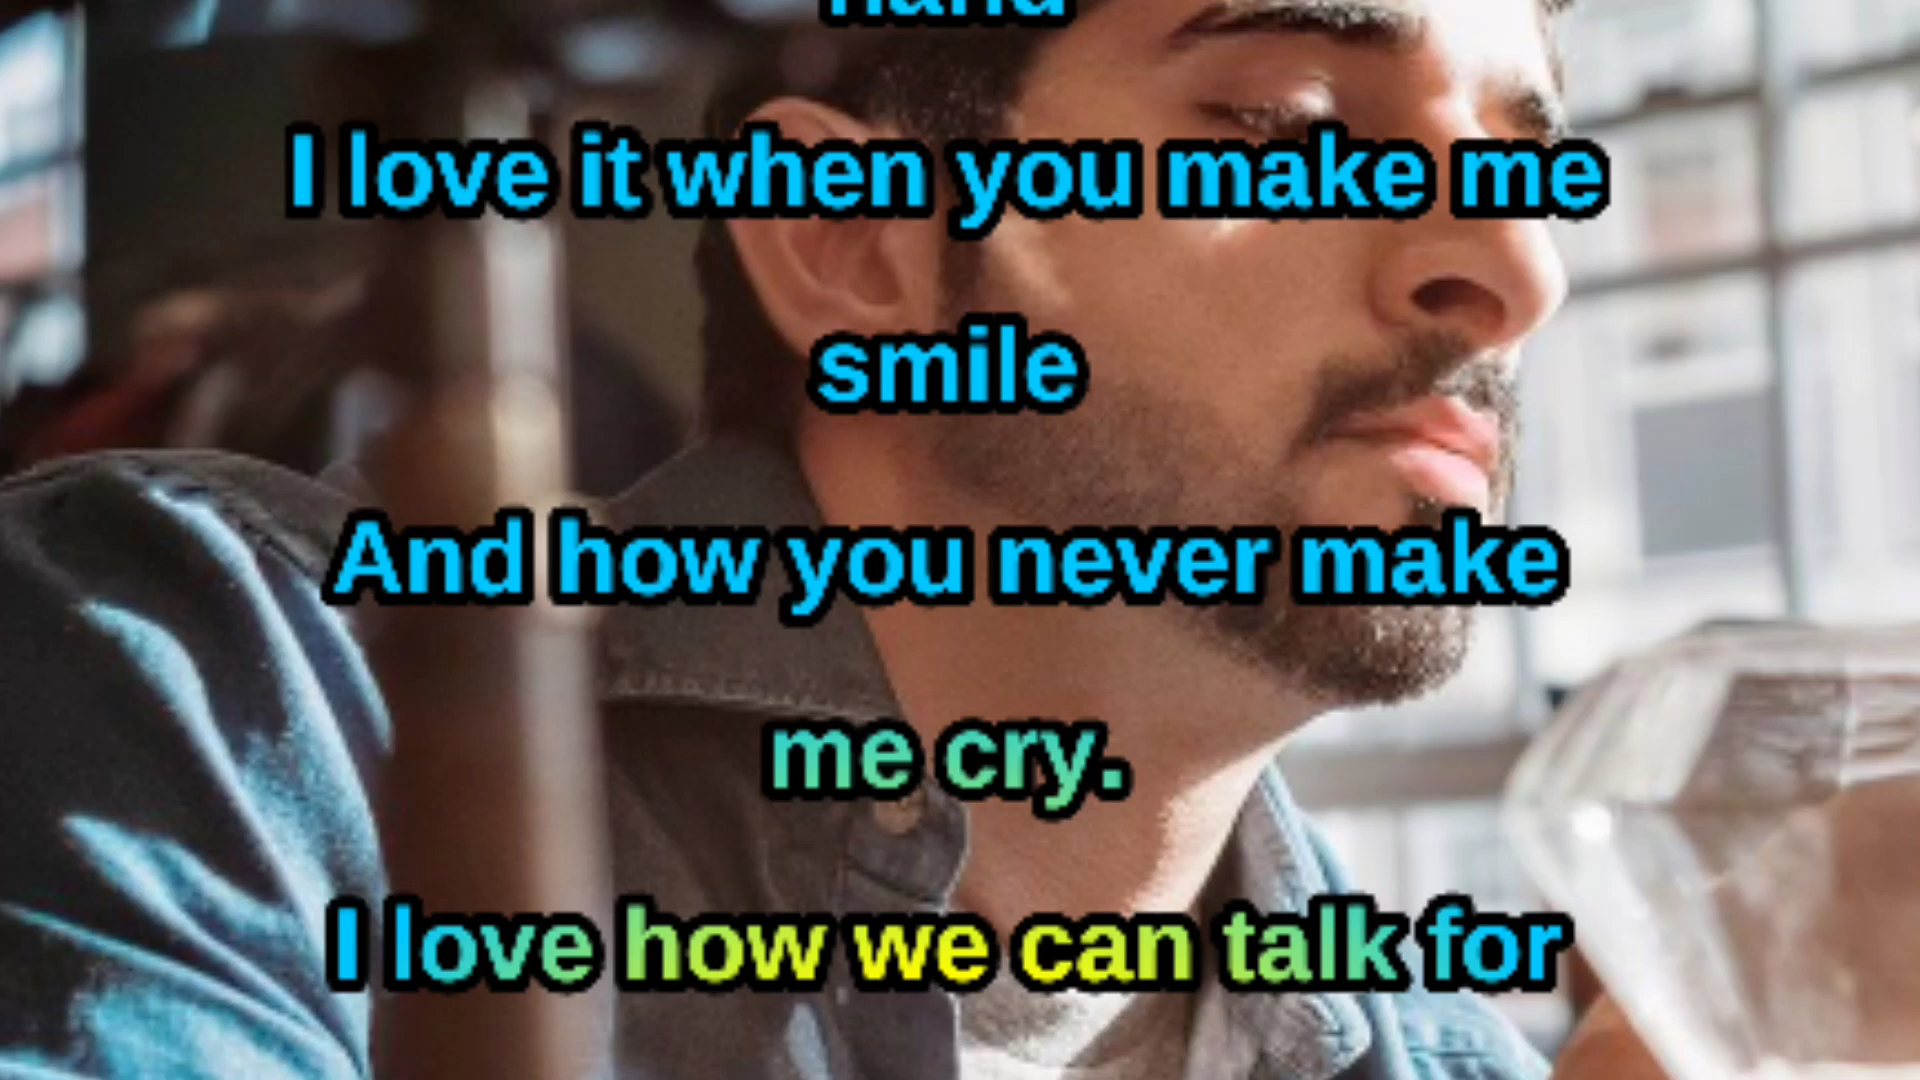 hand
I love it when you make me
smile
And how you never make
me cry.
I love how we can talk for